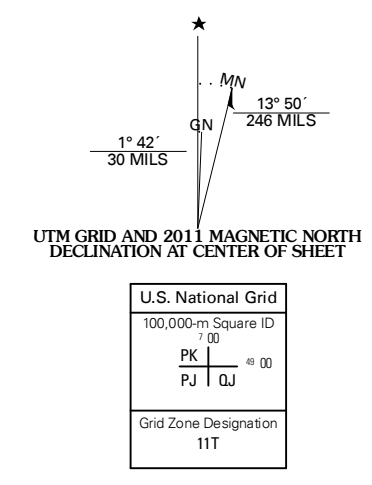 ★
MN
GN
13° 50´
246 MILS
1° 42´
30 MILS
UTM GRID AND 2011 MAGNETIC NORTH
DECLINATION AT CENTER OF SHEET
U.S. National Grid
100,000-m Square ID
7 00
PK
49 00
PJ QJ
Grid Zone Designation
11T